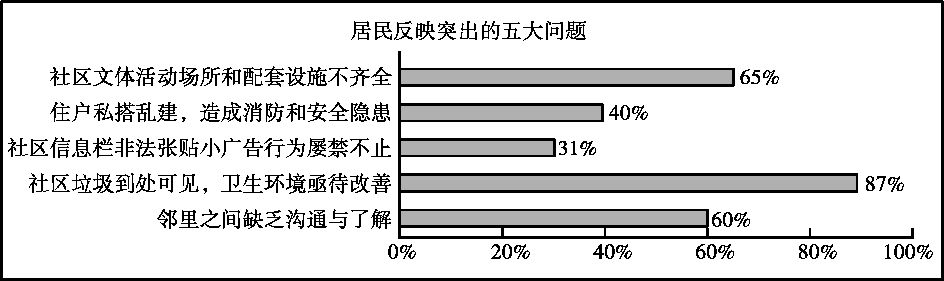 居民反映突出的五大问题
社区文体活动场所和配套设施不齐全 65%
住户私搭乱建，造成消防和安全隐患 40%
社区信息栏非法张贴小广告行为屡禁不止 31%
社区垃圾到处可见，卫生环境亟待改善 87%
邻里之间缺乏沟通与了解 60%
0% 20% 40% 60% 80% 100%